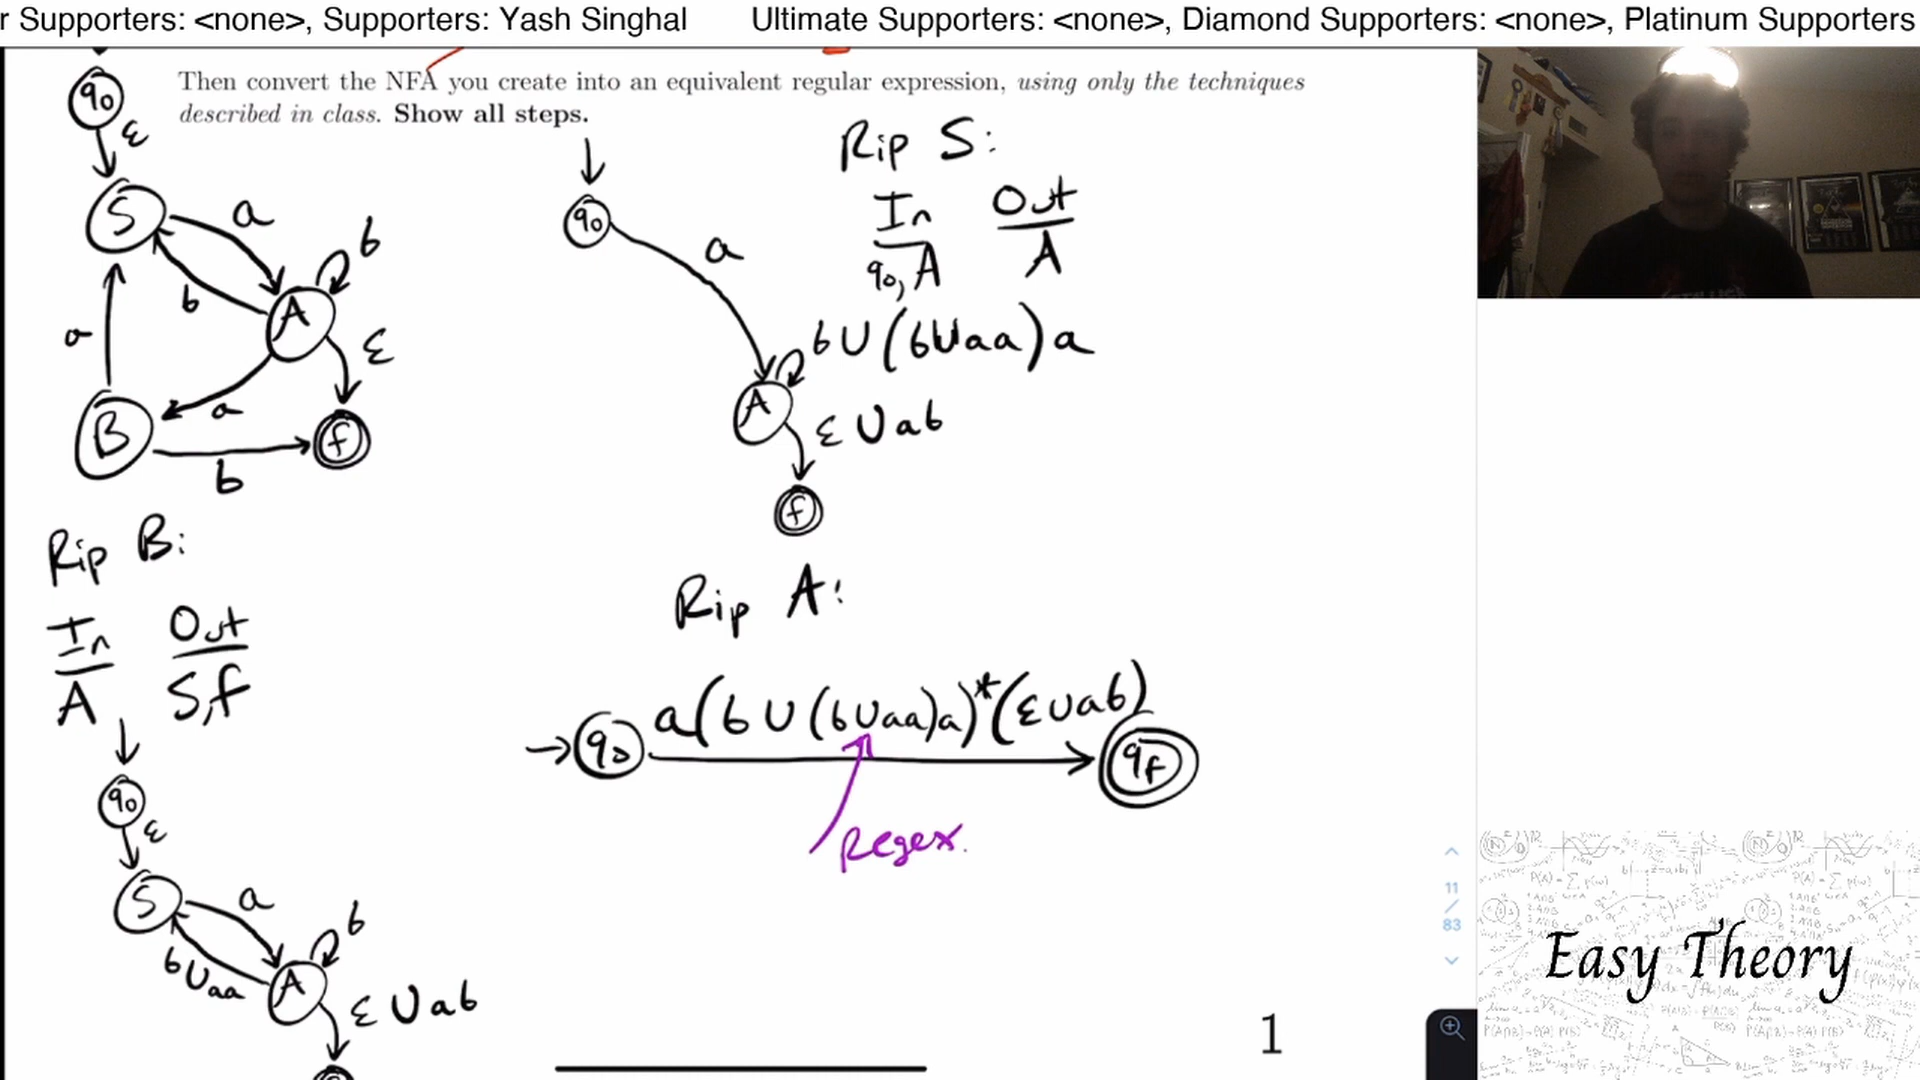 r Supporters: <none>, Supporters: Yash Singhal Ultimate Supporters: <none>, Diamond Supporters: <none>, Platinum Supporters
Then convert the NFA you create into an equivalent regular expression, using only the techniques
described in class. Show all steps.
q0
ε
S
a
b
b
A
ε
a
a
B
b
f
Rip B:
In Out
A S,f
q0
ε
S
a
b
b∪aa
A
ε∪ab
q0
a
A
b∪(b∪aa)a
ε∪ab
f
Rip S:
In Out
q0, A A
Rip A:
q0 a(b∪(b∪aa)a)*(ε∪ab) qf
Regex.
1
11
/
83
Easy Theory